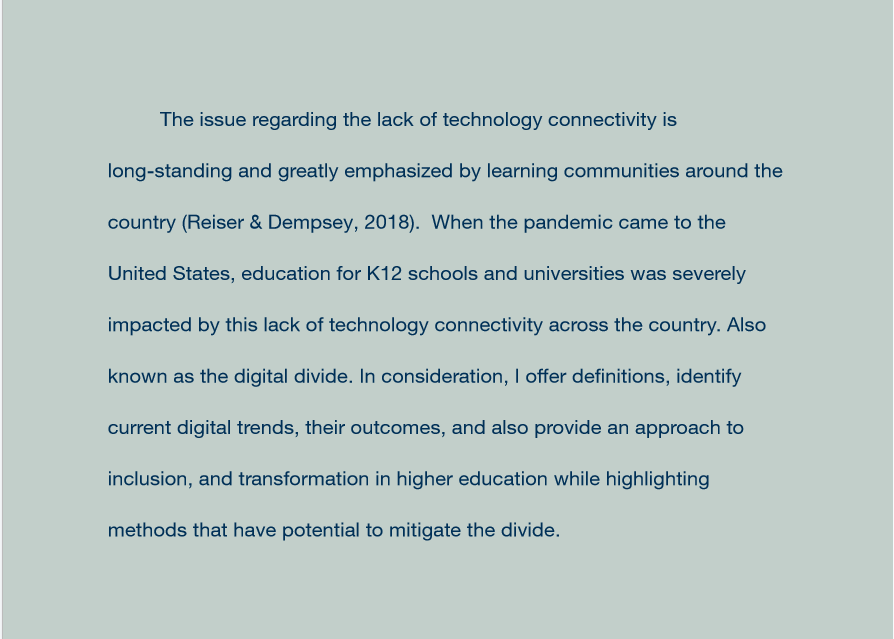 The issue regarding the lack of technology connectivity is
long-standing and greatly emphasized by learning communities around the
country (Reiser & Dempsey, 2018).  When the pandemic came to the
United States, education for K12 schools and universities was severely
impacted by this lack of technology connectivity across the country. Also
known as the digital divide. In consideration, I offer definitions, identify
current digital trends, their outcomes, and also provide an approach to
inclusion, and transformation in higher education while highlighting
methods that have potential to mitigate the divide.